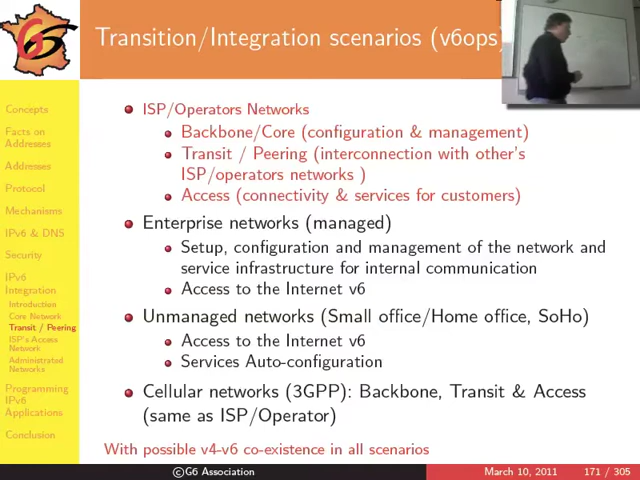 G6
Transition/Integration scenarios (v6ops)
Concepts
Facts on
Addresses
Addresses
Protocol
Mechanisms
IPv6 & DNS
Security
IPv6
Integration
Introduction
Core Network
Transit / Peering
ISP's Access
Network
Administrated
Networks
Programming
IPv6
Applications
Conclusion
ISP/Operators Networks
Backbone/Core (configuration & management)
Transit / Peering (interconnection with other's
ISP/operators networks )
Access (connectivity & services for customers)
Enterprise networks (managed)
Setup, configuration and management of the network and
service infrastructure for internal communication
Access to the Internet v6
Unmanaged networks (Small office/Home office, SoHo)
Access to the Internet v6
Services Auto-configuration
Cellular networks (3GPP): Backbone, Transit & Access
(same as ISP/Operator)
With possible v4-v6 co-existence in all scenarios
©G6 Association
March 10, 2011 171 / 305